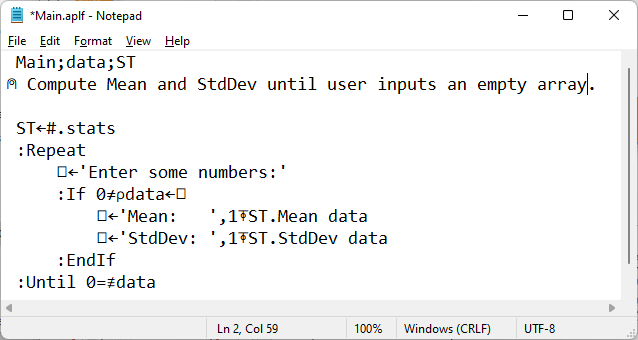 *Main.aplf - Notepad
File Edit Format View Help
Main;data;ST
⍝ Compute Mean and StdDev until user inputs an empty array.
ST←#.stats
:Repeat
⎕←'Enter some numbers:'
:If 0≠⍴data←⎕
⎕←'Mean:   ',1⍕ST.Mean data
⎕←'StdDev: ',1⍕ST.StdDev data
:EndIf
:Until 0=≢data
Ln 2, Col 59 100% Windows (CRLF) UTF-8